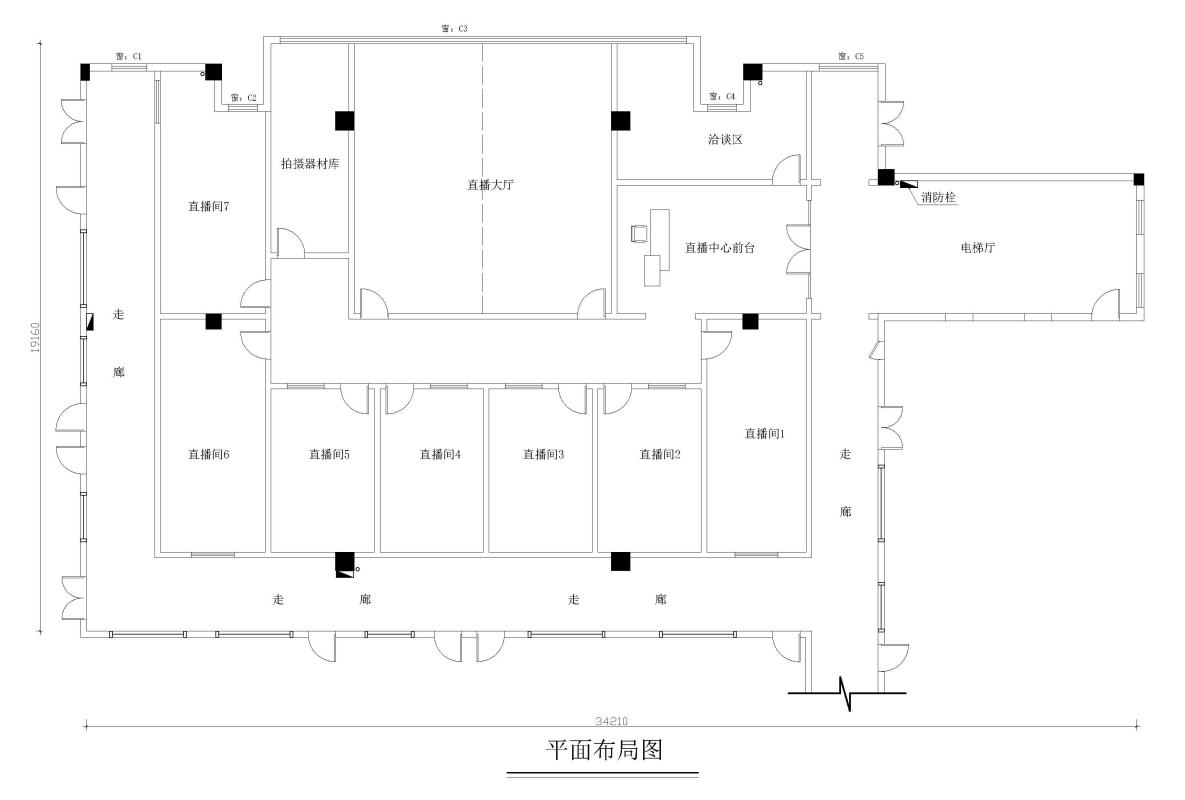 窗：C3
窗：C1
窗：C5
窗：C2
窗：C4
洽谈区
拍摄器材库
直播大厅
消防栓
直播间7
直播中心前台
电梯厅
走
廊
19160
直播间1
直播间6
直播间5
直播间4
直播间3
直播间2
走
廊
走
廊
走
廊
34210
平面布局图